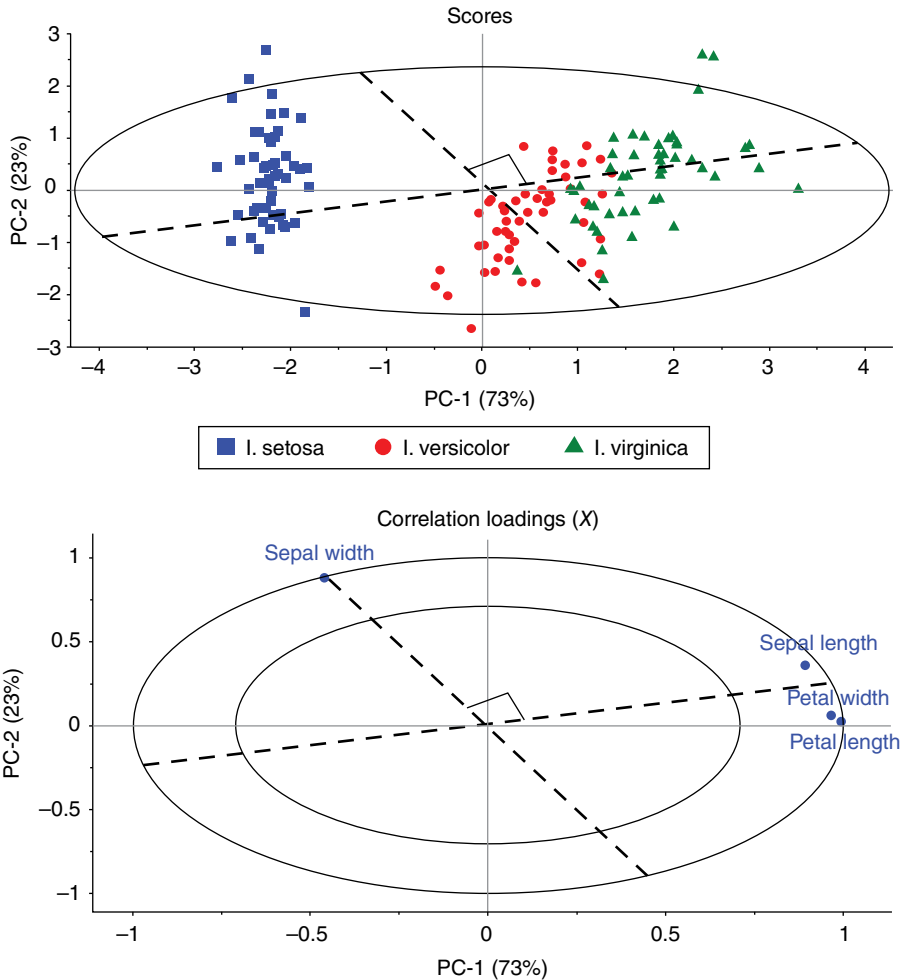 Scores
3
2
1
0
−1
−2
−3
PC-2 (23%)
−4 −3 −2 −1 0 1 2 3 4
PC-1 (73%)
I. setosa I. versicolor I. virginica
Correlation loadings (X)
Sepal width
Sepal length
Petal width
Petal length
1
0.5
0
−0.5
−1
PC-2 (23%)
−1 −0.5 0 0.5 1
PC-1 (73%)